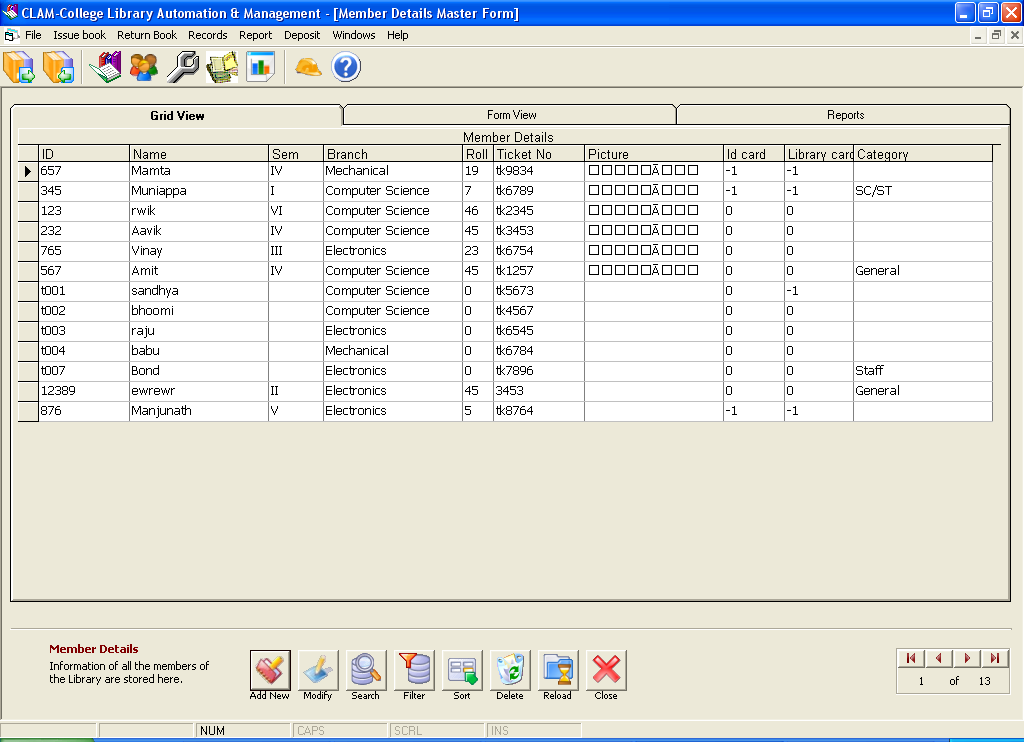 CLAM-College Library Automation & Management - [Member Details Master Form]
File Issue book Return Book Records Report Deposit Windows Help
Grid View Form View Reports
Member Details
ID Name Sem Branch Roll Ticket No Picture Id card Library card Category
657 Mamta IV Mechanical 19 tk9834 □□□□□Ã□□□ -1 -1
345 Muniappa I Computer Science 7 tk6789 □□□□□Ã□□□ -1 -1 SC/ST
123 rwik VI Computer Science 46 tk2345 □□□□□Ã□□□ 0 0
232 Aavik IV Computer Science 45 tk3453 □□□□□Ã□□□ 0 0
765 Vinay III Electronics 23 tk6754 □□□□□Ã□□□ 0 0
567 Amit IV Computer Science 45 tk1257 □□□□□Ã□□□ 0 0 General
t001 sandhya Computer Science 0 tk5673 0 -1
t002 bhoomi Computer Science 0 tk4567 0 0
t003 raju Electronics 0 tk6545 0 0
t004 babu Mechanical 0 tk6784 0 0
t007 Bond Electronics 0 tk7896 0 0 Staff
12389 ewrewr II Electronics 45 3453 0 0 General
876 Manjunath V Electronics 5 tk8764 -1 -1
Member Details
Information of all the members of
the Library are stored here.
Add New Modify Search Filter Sort Delete Reload Close
1 of 13
NUM CAPS SCRL INS